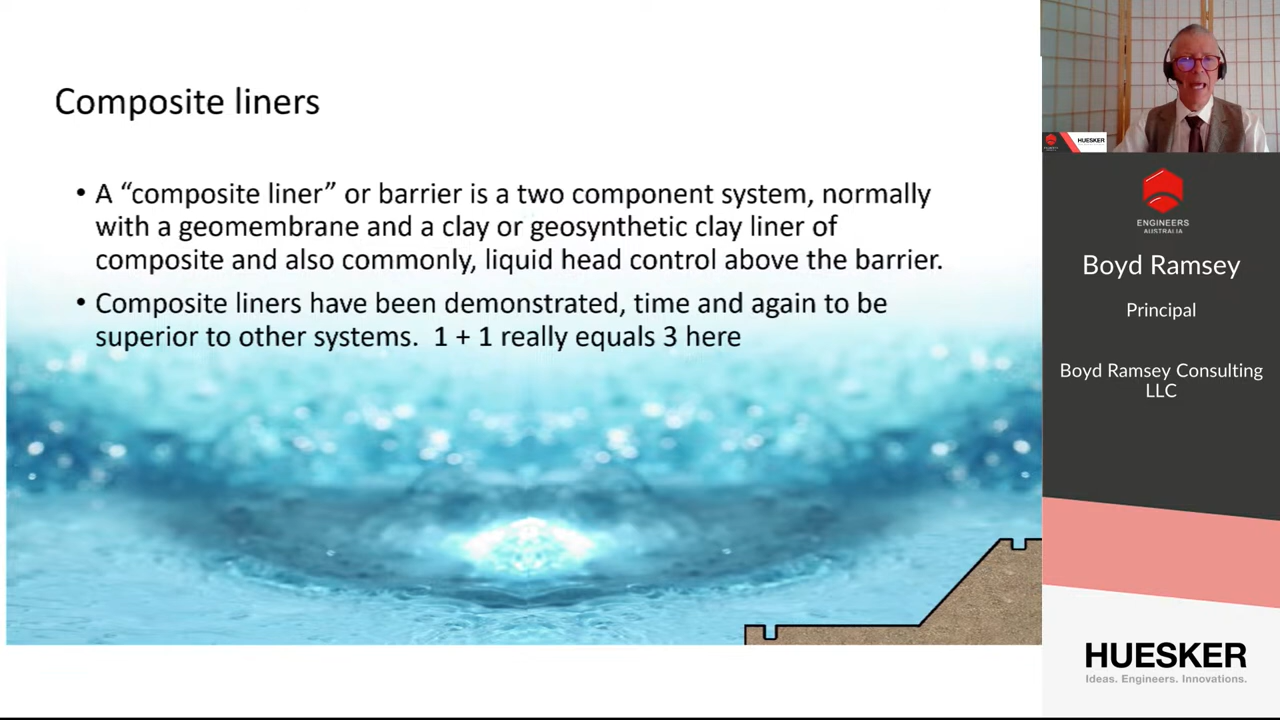 Composite liners
• A “composite liner” or barrier is a two component system, normally
with a geomembrane and a clay or geosynthetic clay liner of
composite and also commonly, liquid head control above the barrier.
• Composite liners have been demonstrated, time and again to be
superior to other systems.  1 + 1 really equals 3 here
HUESKER
ENGINEERS
AUSTRALIA
Boyd Ramsey
Principal
Boyd Ramsey Consulting
LLC
HUESKER
Ideas. Engineers. Innovations.